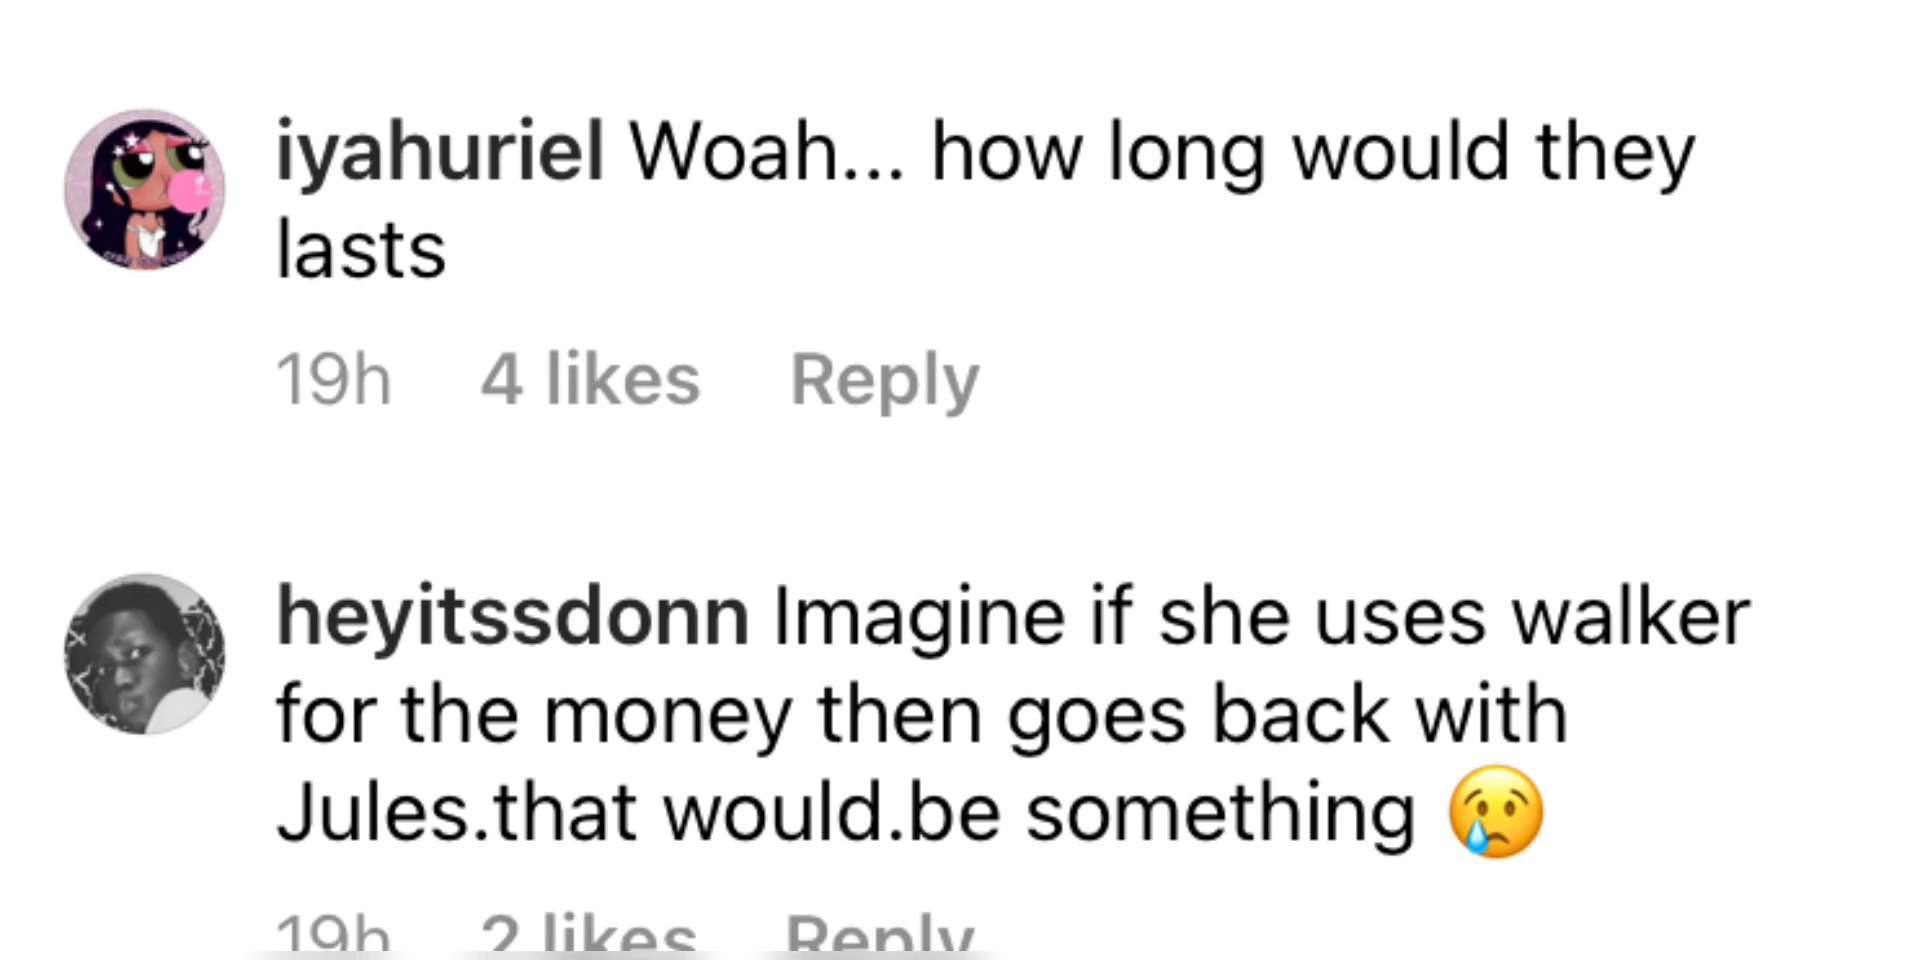 iyahuriel Woah... how long would they
lasts
19h 4 likes Reply
heyitssdonn Imagine if she uses walker
for the money then goes back with
Jules.that would.be something 😢
19h 2 likes Reply